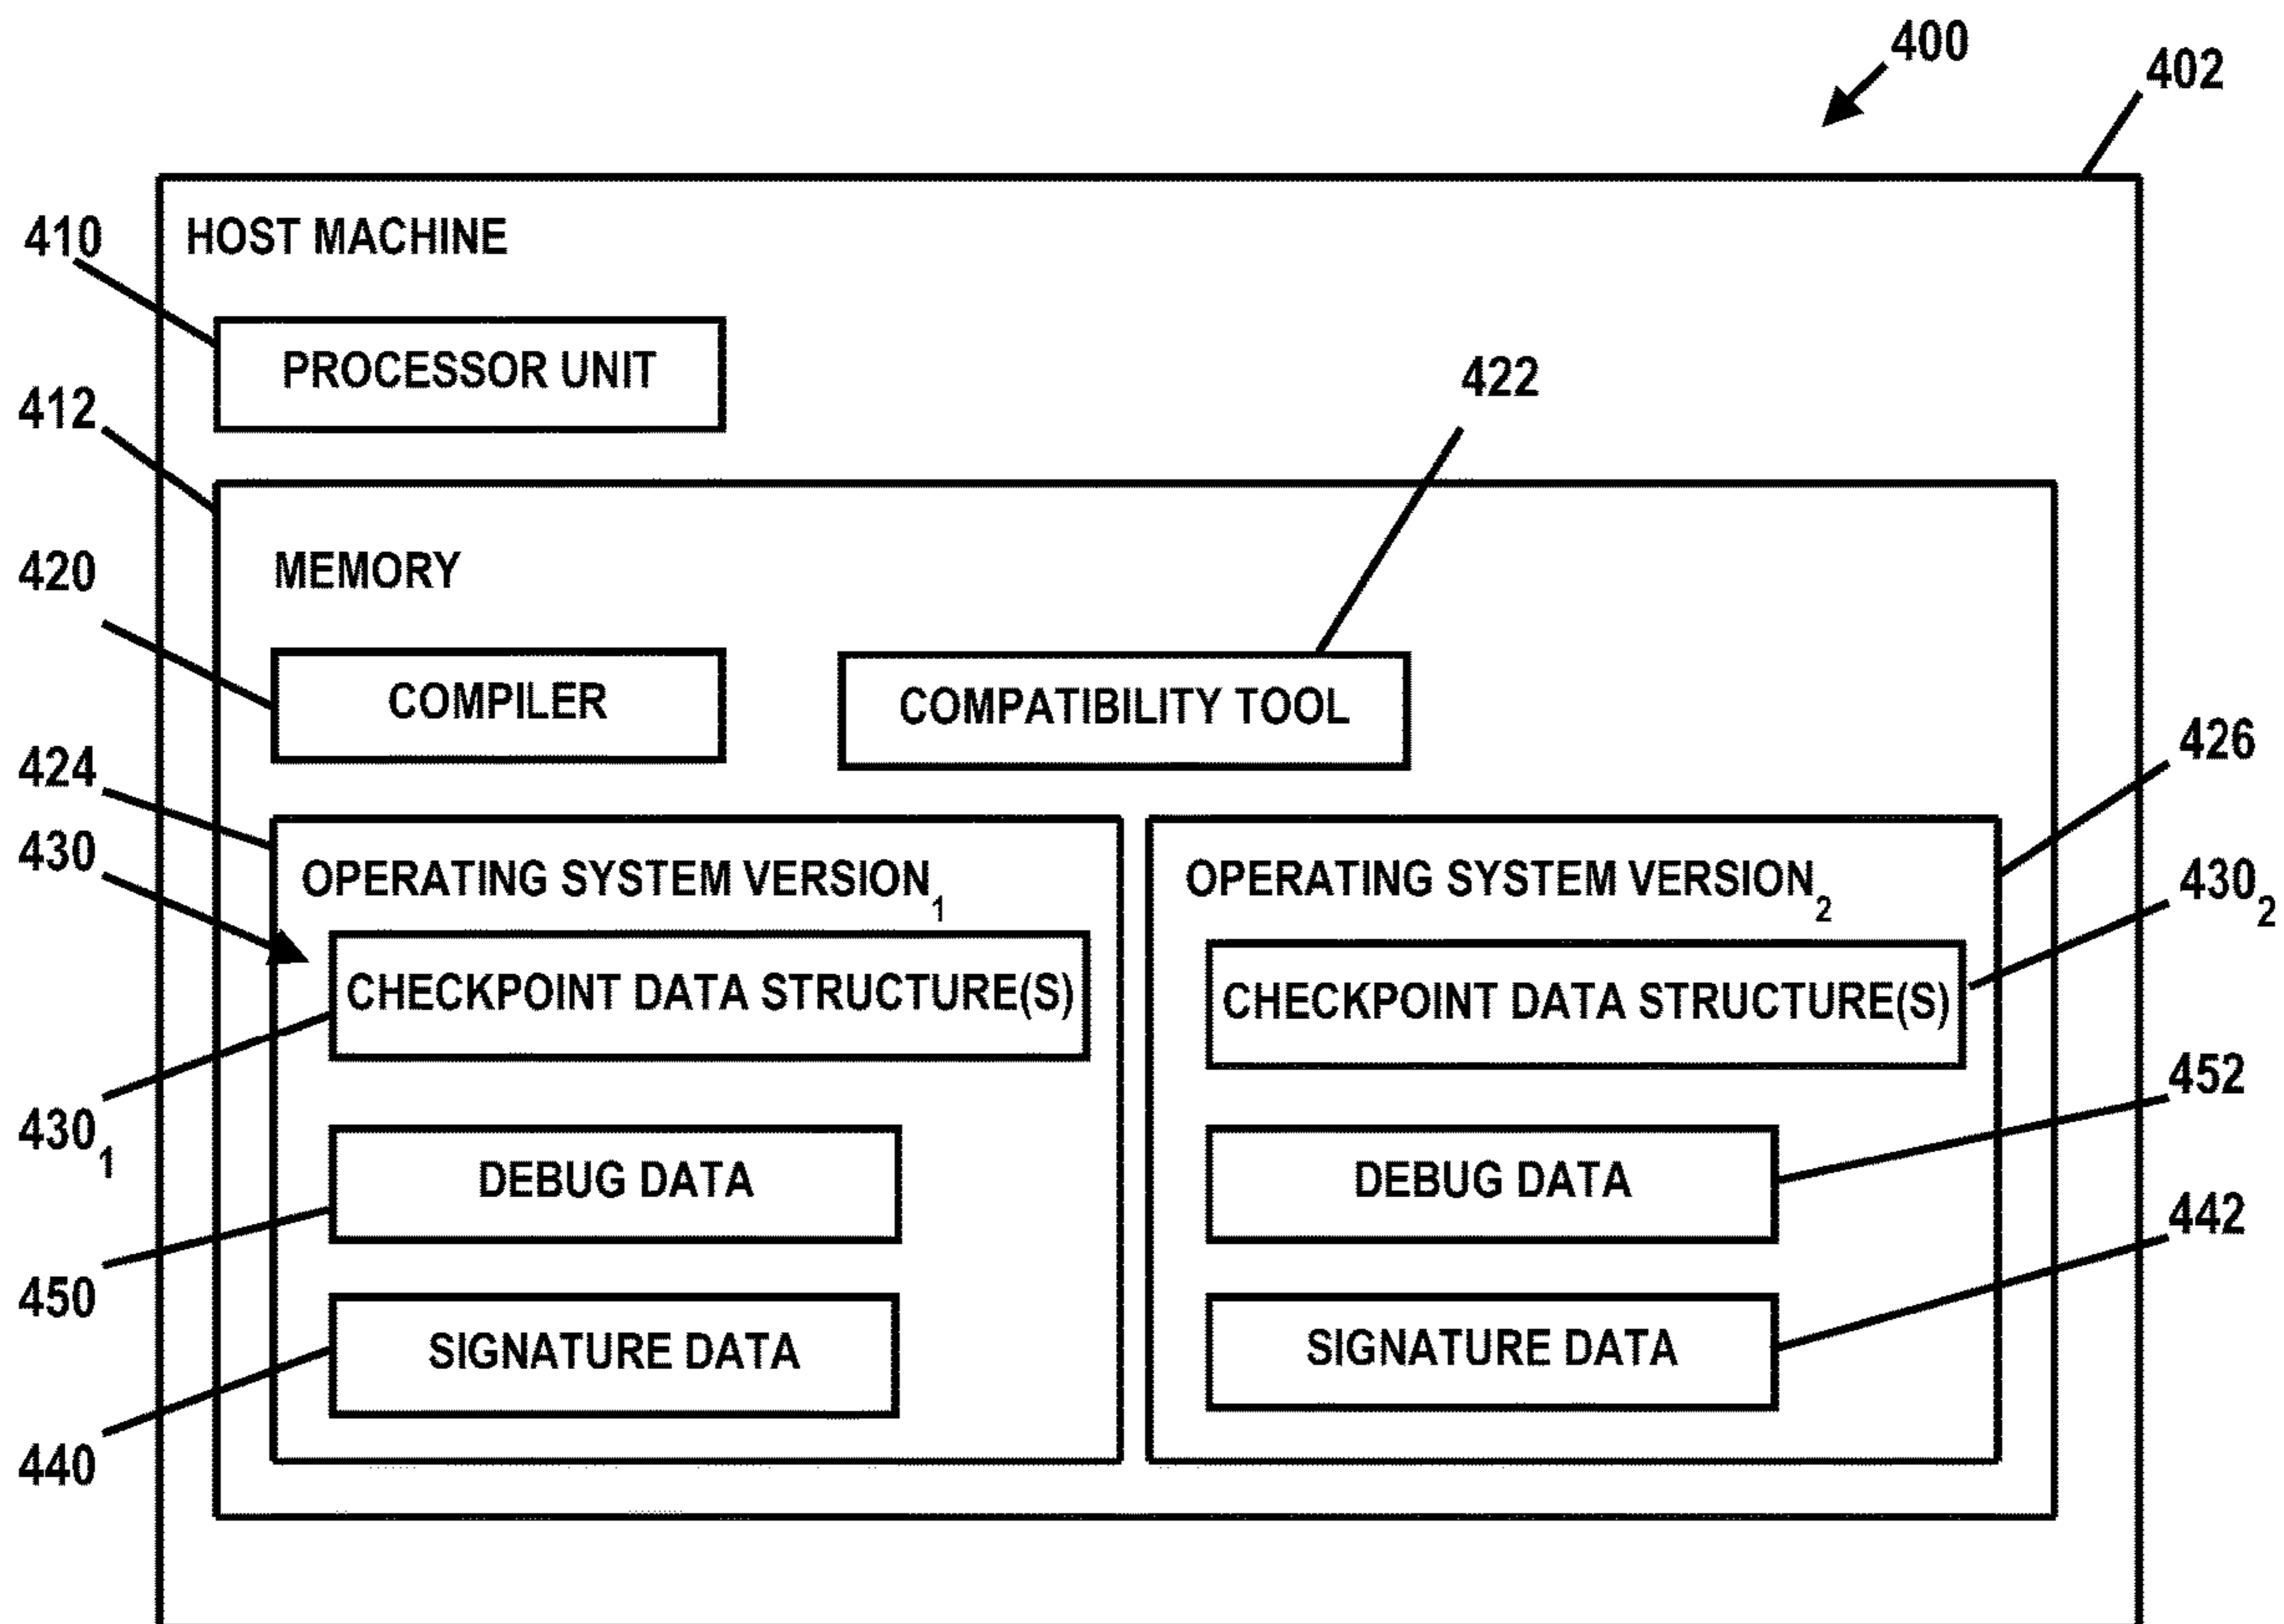 400
402
HOST MACHINE
410
PROCESSOR UNIT
412
422
MEMORY
420
COMPILER
COMPATIBILITY TOOL
424
426
430
OPERATING SYSTEM VERSION1
OPERATING SYSTEM VERSION2
4302
CHECKPOINT DATA STRUCTURE(S)
CHECKPOINT DATA STRUCTURE(S)
4301
452
DEBUG DATA
DEBUG DATA
450
442
SIGNATURE DATA
SIGNATURE DATA
440